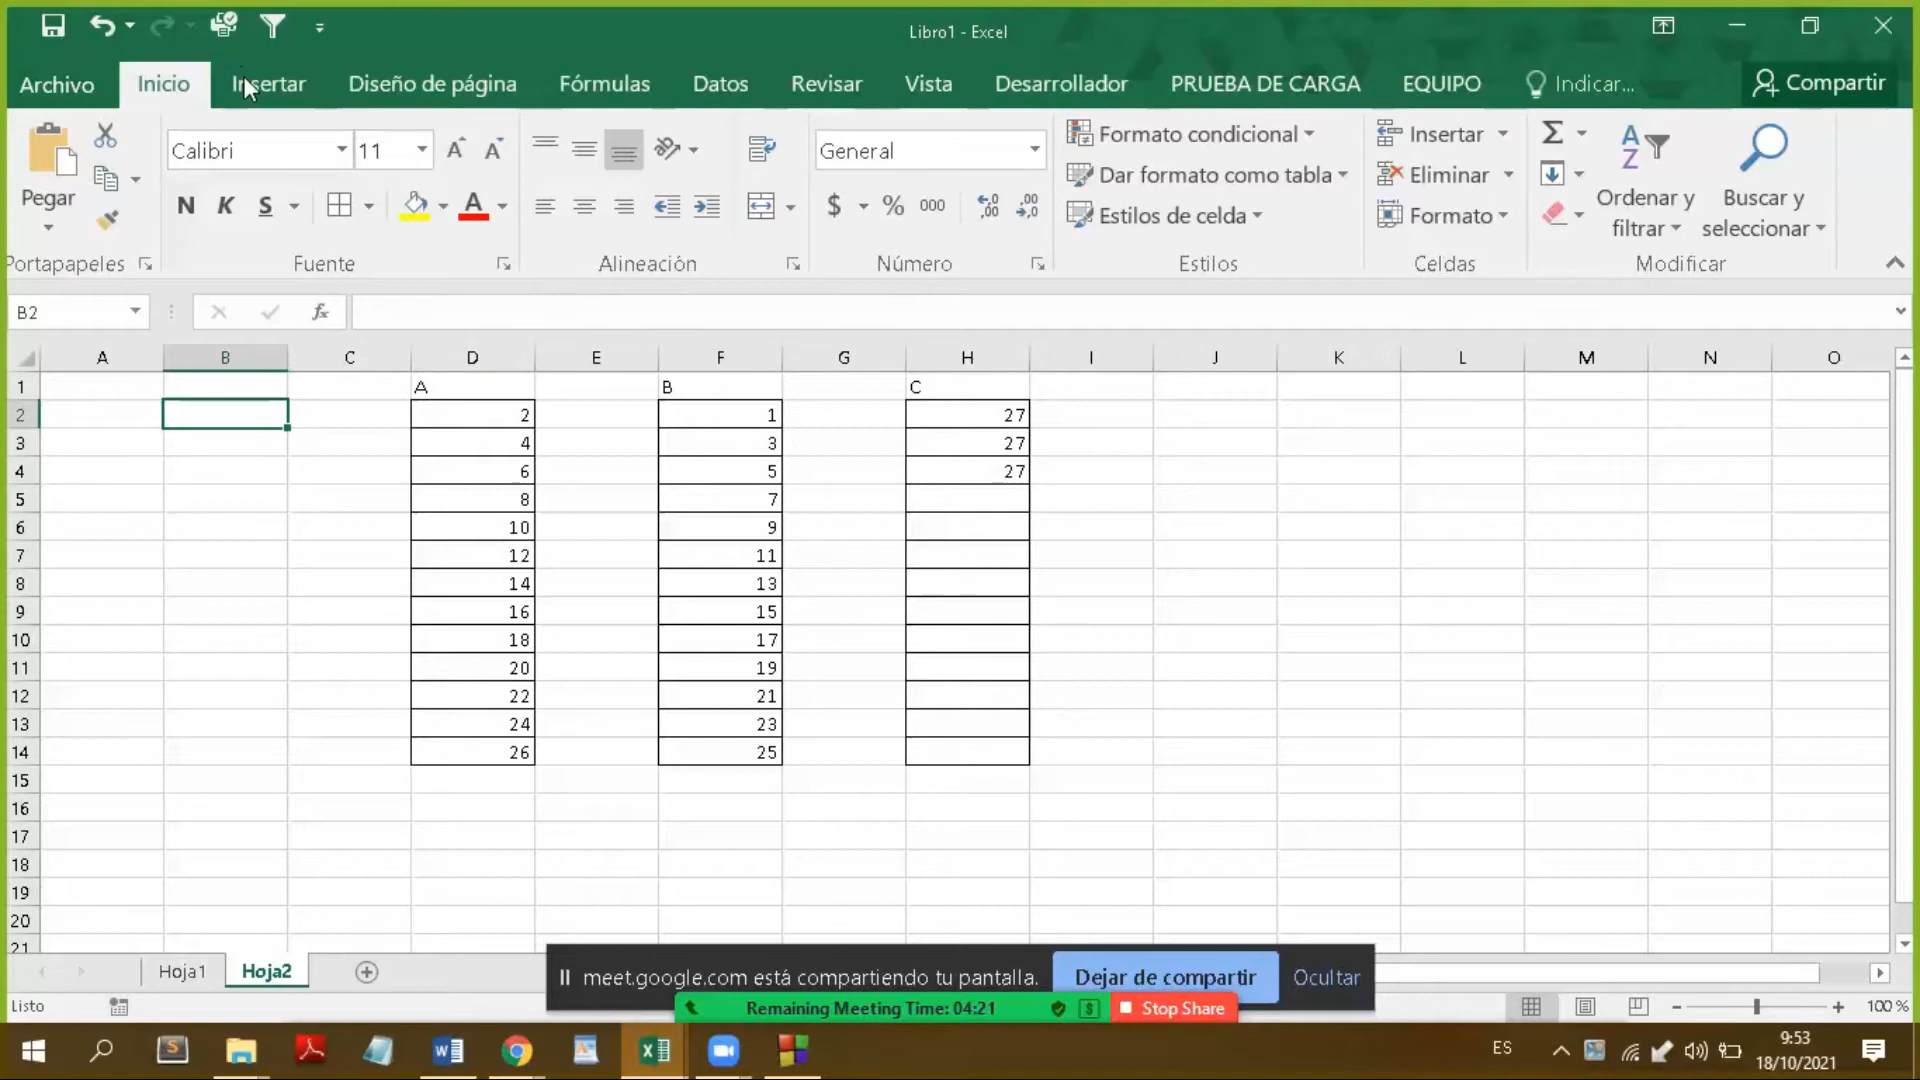 Libro1 - Excel
Archivo Inicio Insertar Diseño de página Fórmulas Datos Revisar Vista Desarrollador PRUEBA DE CARGA EQUIPO Indicar... Compartir
Calibri 11 General Formato condicional Insertar
Pegar Dar formato como tabla Eliminar Ordenar y filtrar Buscar y seleccionar
N K S A $ % 000 Estilos de celda Formato
Portapapeles Fuente Alineación Número Estilos Celdas Modificar
B2 fx
A B C D E F G H I J K L M N O
1 A B C
2 2 1 27
3 4 3 27
4 6 5 27
5 8 7
6 10 9
7 12 11
8 14 13
9 16 15
10 18 17
11 20 19
12 22 21
13 24 23
14 26 25
15
16
17
18
19
20
21
Hoja1 Hoja2
meet.google.com está compartiendo tu pantalla. Dejar de compartir Ocultar
Listo Remaining Meeting Time: 04:21 Stop Share 100 %
ES 9:53
18/10/2021